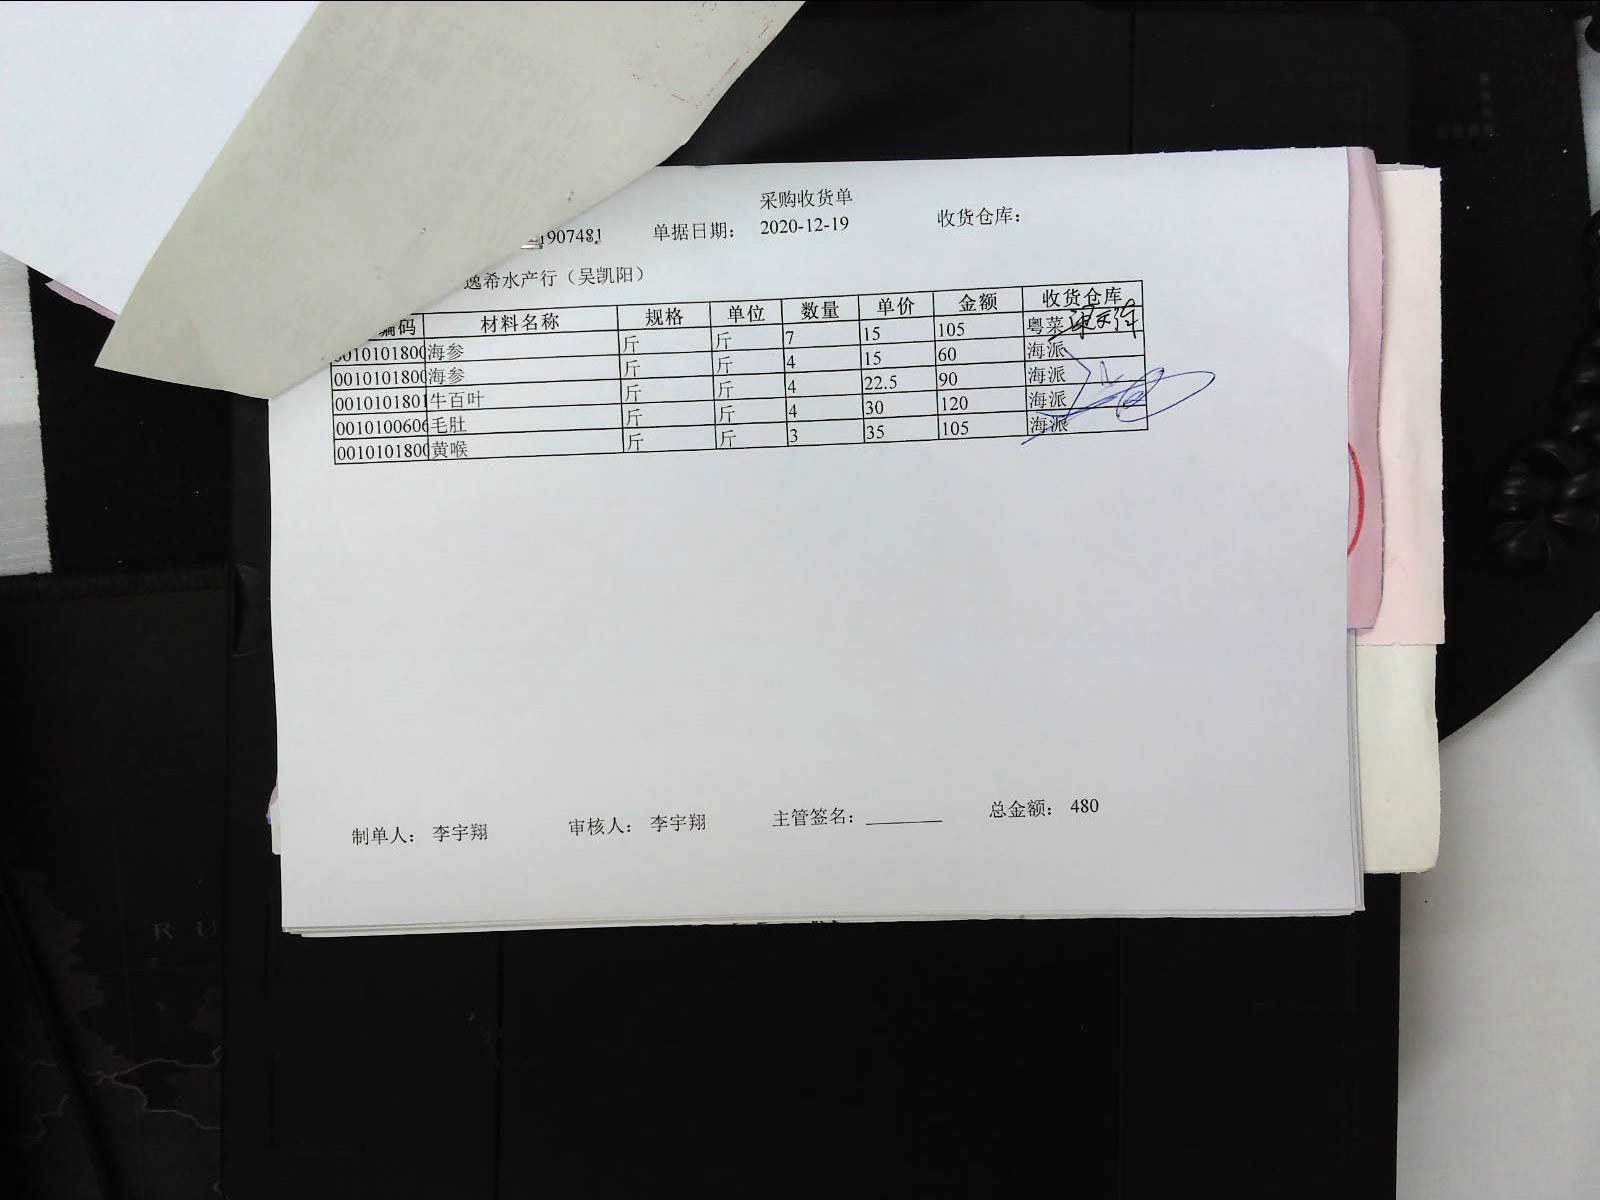 采购收货单
1907481 单据日期： 2020-12-19 收货仓库：
逸希水产行（吴凯阳）
编码 材料名称 规格 单位 数量 单价 金额 收货仓库
0010101800 海参 斤 斤 7 15 105 粤菜
0010101800 海参 斤 斤 4 15 60 海派
0010101801 牛百叶 斤 斤 4 22.5 90 海派
0010100606 毛肚 斤 斤 4 30 120 海派
0010101800 黄喉 斤 斤 3 35 105 海派
制单人： 李宇翔 审核人： 李宇翔 主管签名： 总金额： 480